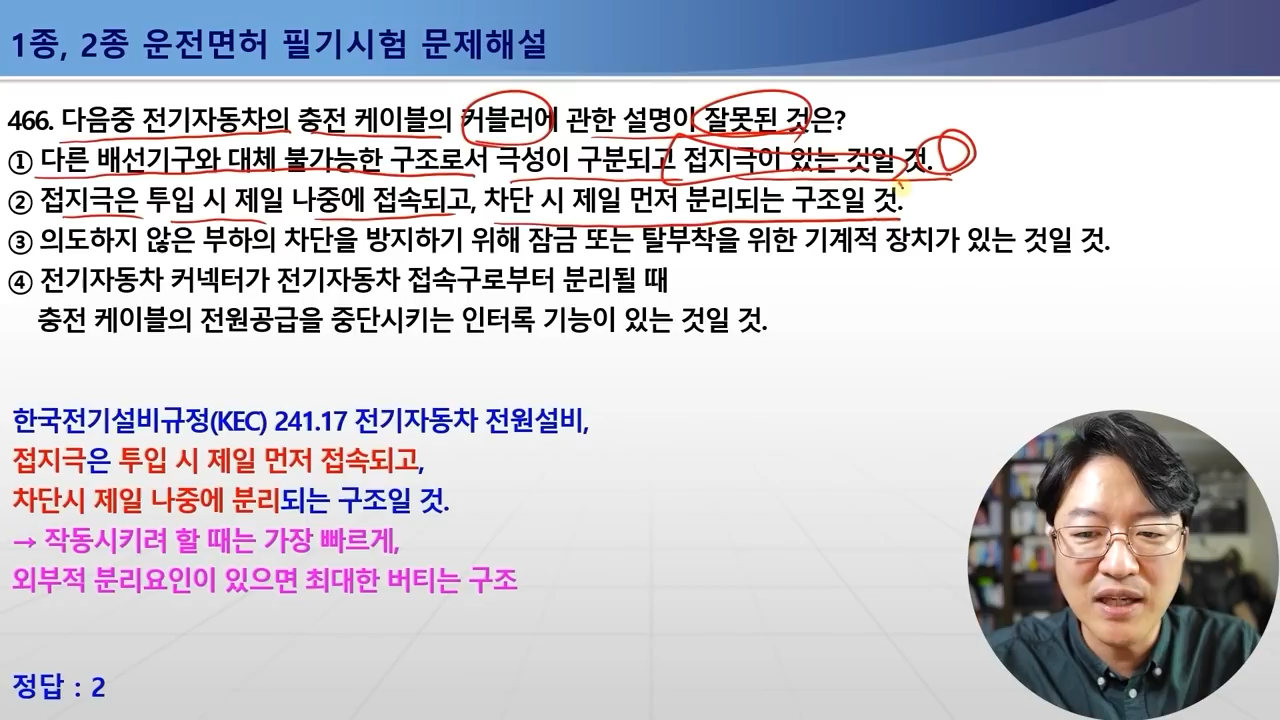 1종, 2종 운전면허 필기시험 문제해설
466. 다음중 전기자동차의 충전 케이블의 커블러에 관한 설명이 잘못된 것은?
① 다른 배선기구와 대체 불가능한 구조로서 극성이 구분되고 접지극이 있는 것일 것.
② 접지극은 투입 시 제일 나중에 접속되고, 차단 시 제일 먼저 분리되는 구조일 것.
③ 의도하지 않은 부하의 차단을 방지하기 위해 잠금 또는 탈부착을 위한 기계적 장치가 있는 것일 것.
④ 전기자동차 커넥터가 전기자동차 접속구로부터 분리될 때
충전 케이블의 전원공급을 중단시키는 인터록 기능이 있는 것일 것.
한국전기설비규정(KEC) 241.17 전기자동차 전원설비,
접지극은 투입 시 제일 먼저 접속되고,
차단시 제일 나중에 분리되는 구조일 것.
→ 작동시키려 할 때는 가장 빠르게,
외부적 분리요인이 있으면 최대한 버티는 구조
정답 : 2